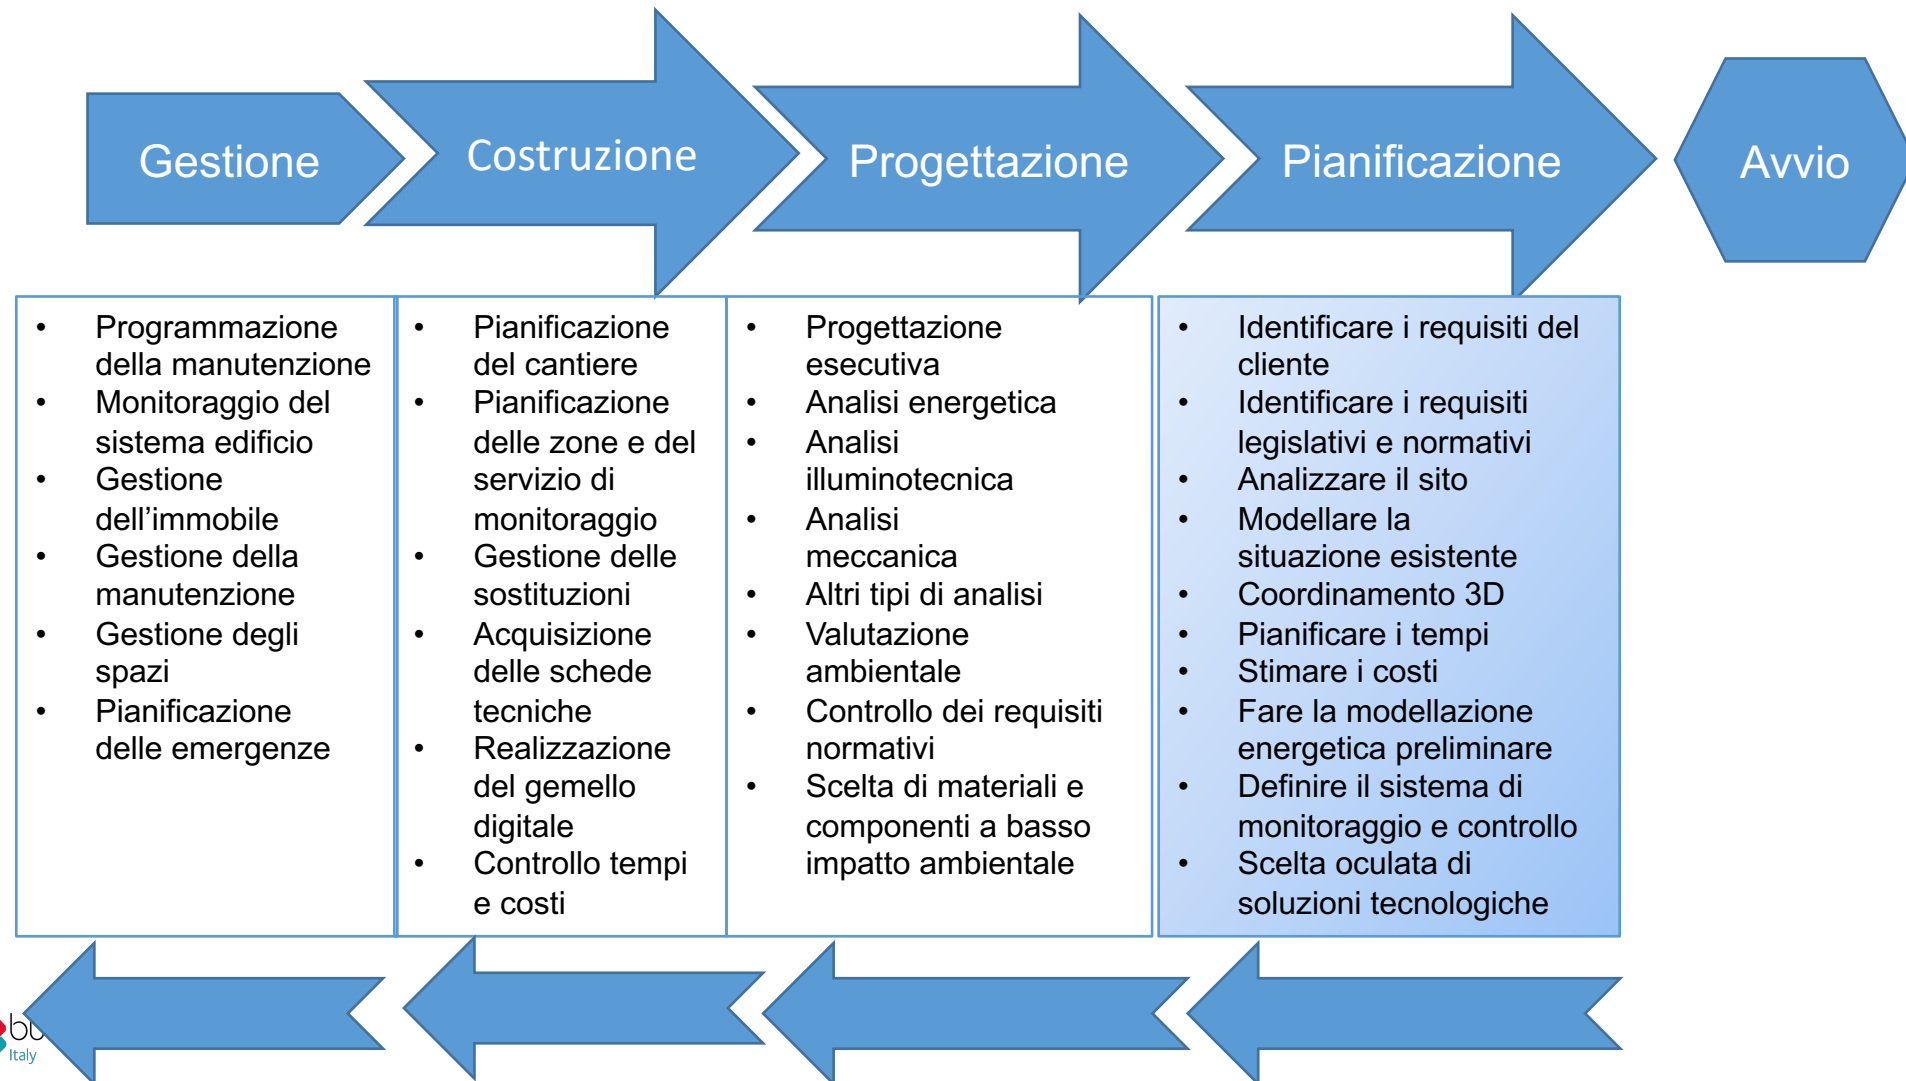 Gestione
Costruzione
Progettazione
Pianificazione
Avvio
• Programmazione
della manutenzione
• Monitoraggio del
sistema edificio
• Gestione
dell’immobile
• Gestione della
manutenzione
• Gestione degli
spazi
• Pianificazione
delle emergenze
• Pianificazione
del cantiere
• Pianificazione
delle zone e del
servizio di
monitoraggio
• Gestione delle
sostituzioni
• Acquisizione
delle schede
tecniche
• Realizzazione
del gemello
digitale
• Controllo tempi
e costi
• Progettazione
esecutiva
• Analisi energetica
• Analisi
illuminotecnica
• Analisi
meccanica
• Altri tipi di analisi
• Valutazione
ambientale
• Controllo dei requisiti
normativi
• Scelta di materiali e
componenti a basso
impatto ambientale
• Identificare i requisiti del
cliente
• Identificare i requisiti
legislativi e normativi
• Analizzare il sito
• Modellare la
situazione esistente
• Coordinamento 3D
• Pianificare i tempi
• Stimare i costi
• Fare la modellazione
energetica preliminare
• Definire il sistema di
monitoraggio e controllo
• Scelta oculata di
soluzioni tecnologiche
Italy